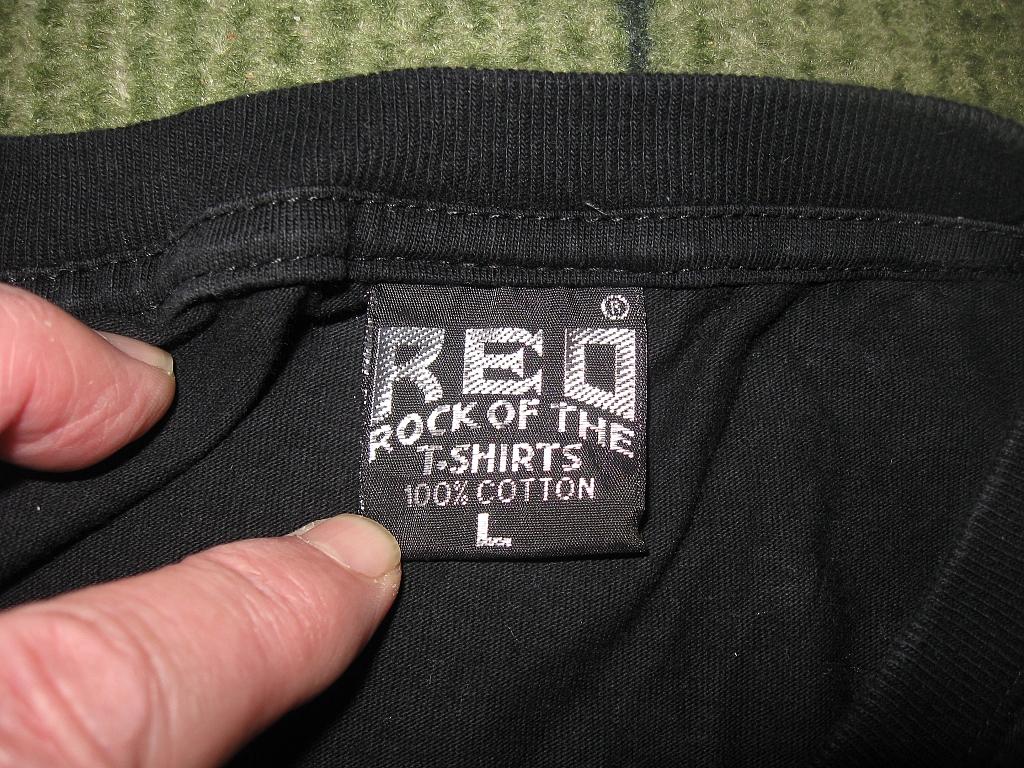 ®
REO
ROCK OF THE
T-SHIRTS
100% COTTON
L